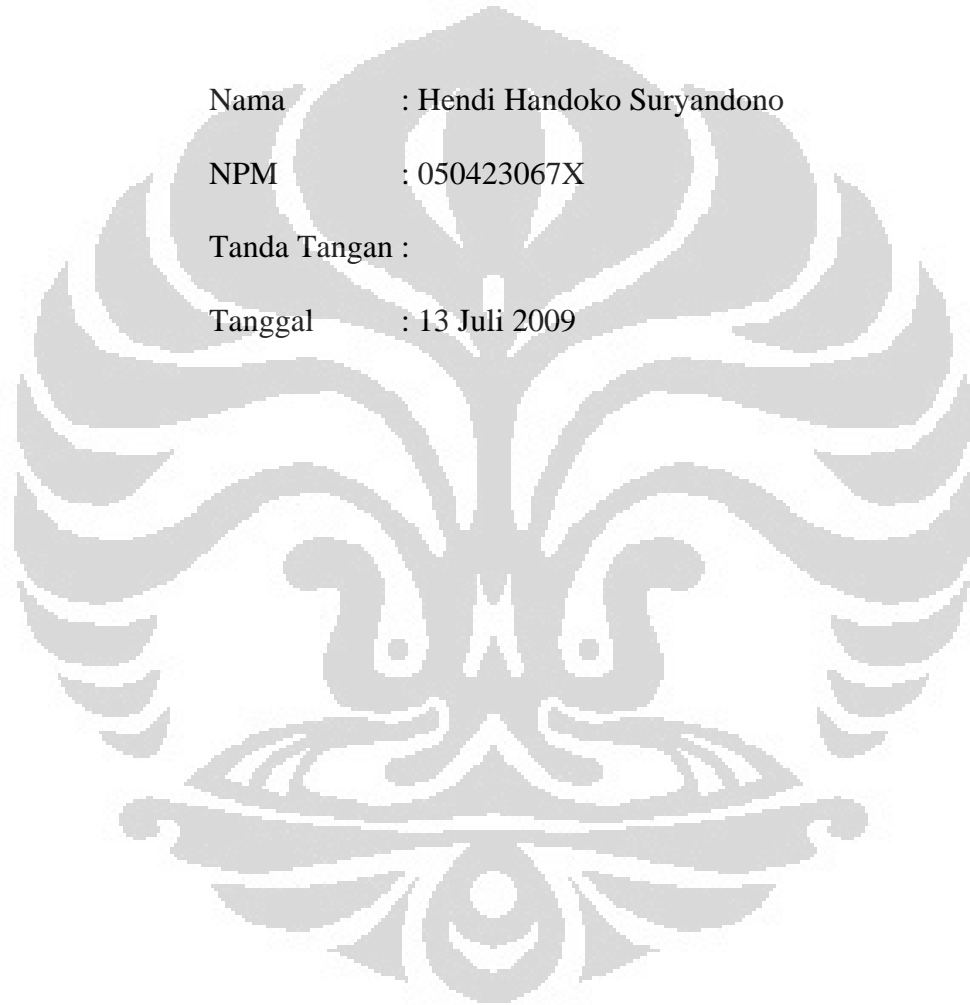 Nama : Hendi Handoko Suryandono
NPM : 050423067X
Tanda Tangan :
Tanggal : 13 Juli 2009